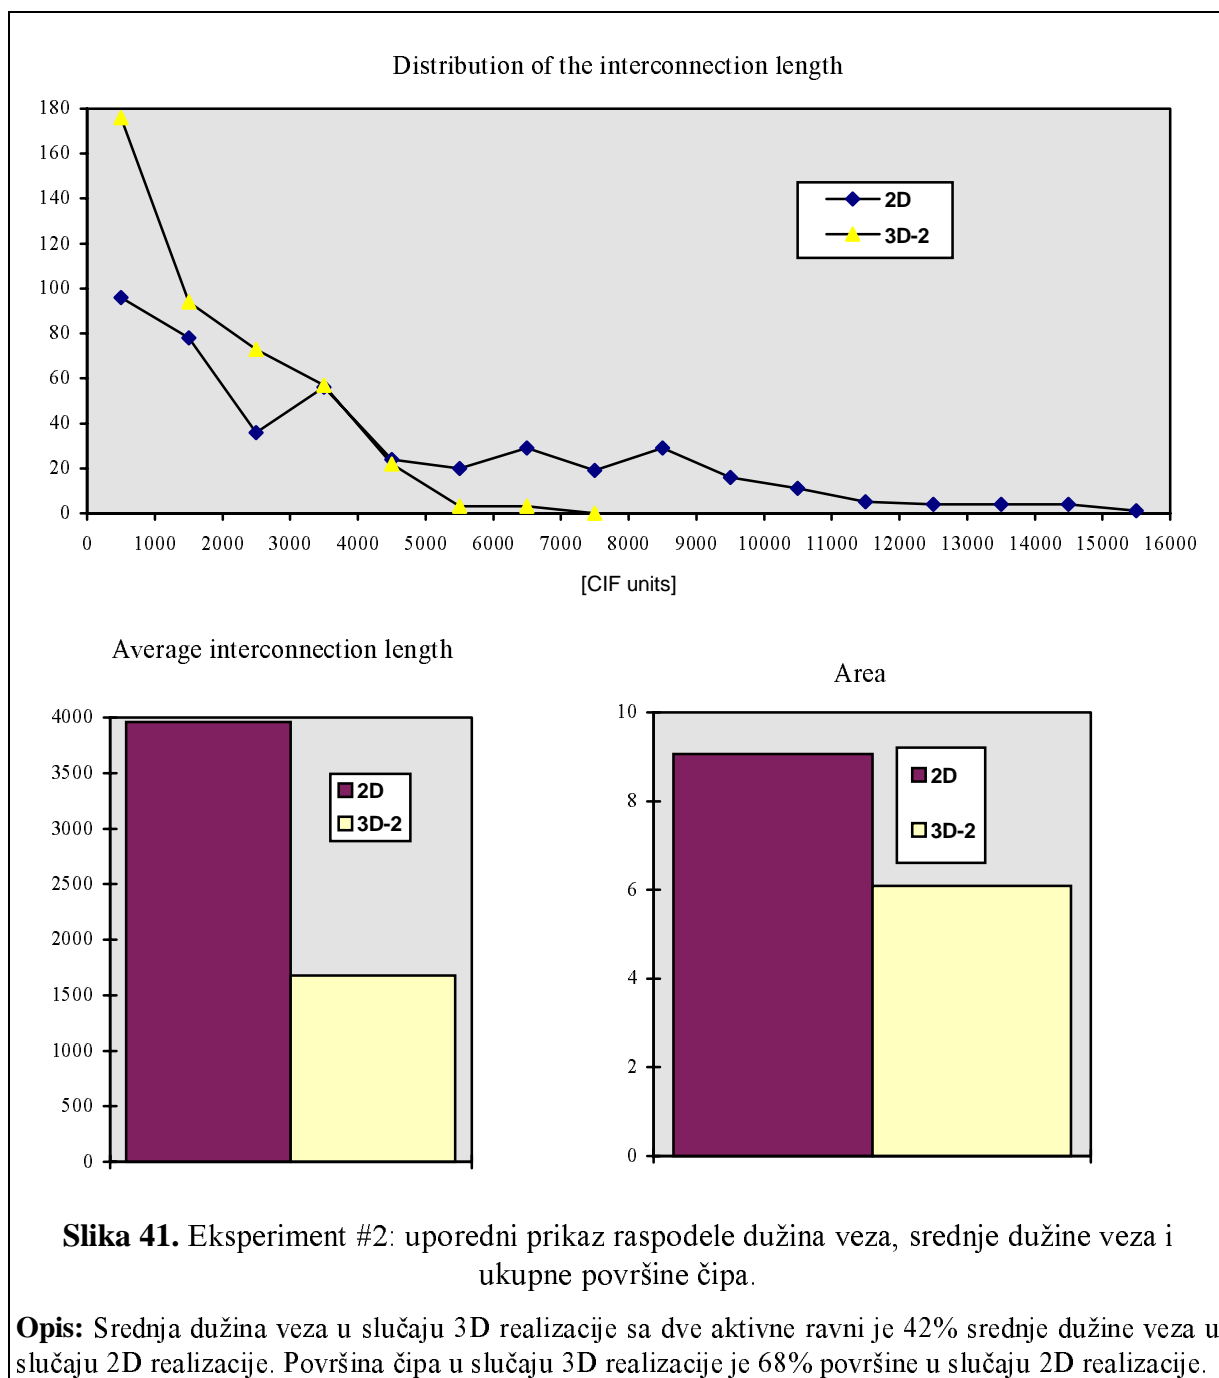 Distribution of the interconnection length
180
160
140
120
100
80
60
40
20
0
2D
3D-2
0 1000 2000 3000 4000 5000 6000 7000 8000 9000 10000 11000 12000 13000 14000 15000 16000
[CIF units]
Average interconnection length
4000
3500
3000
2500
2000
1500
1000
500
0
2D
3D-2
Area
10
8
6
4
2
0
2D
3D-2
Slika 41. Eksperiment #2: uporedni prikaz raspodele dužina veza, srednje dužine veza i
ukupne površine čipa.
Opis: Srednja dužina veza u slučaju 3D realizacije sa dve aktivne ravni je 42% srednje dužine veza u
slučaju 2D realizacije. Površina čipa u slučaju 3D realizacije je 68% površine u slučaju 2D realizacije.